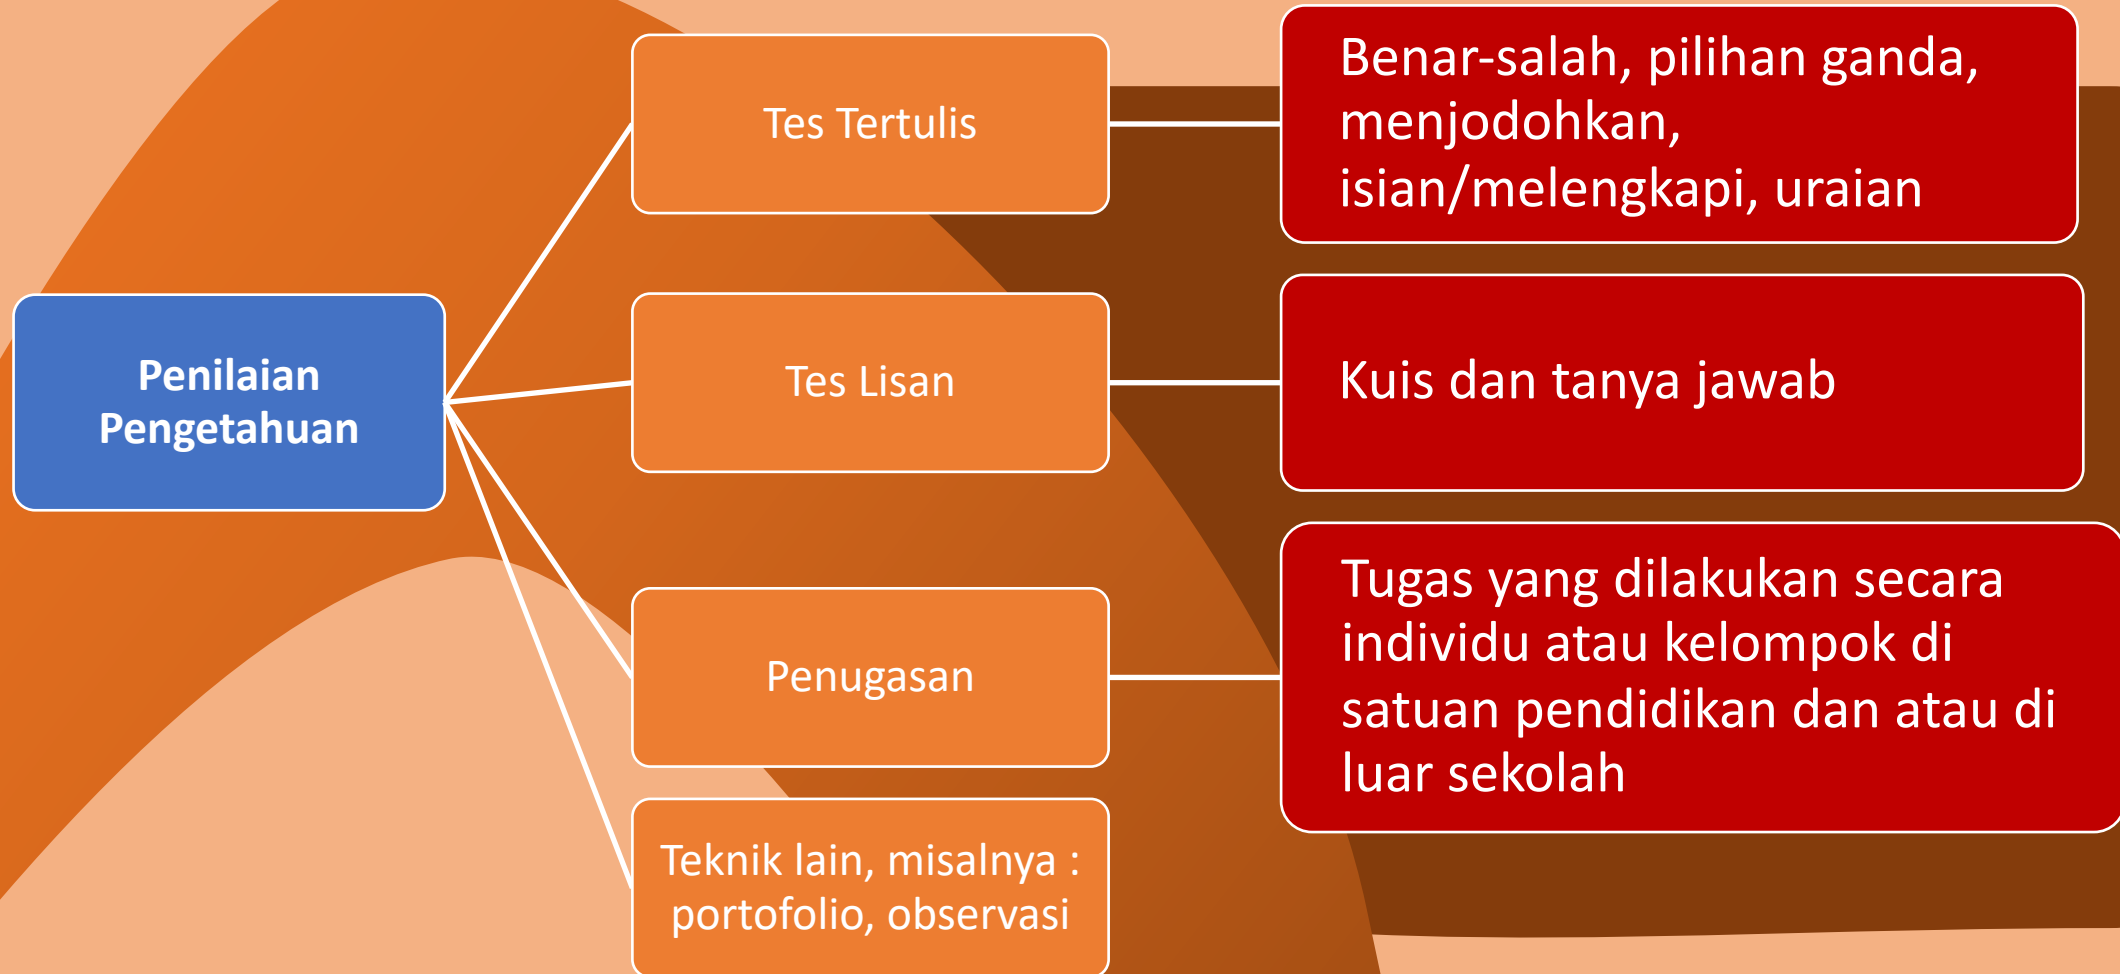 Penilaian
Pengetahuan
Tes Tertulis
Benar-salah, pilihan ganda,
menjodohkan,
isian/melengkapi, uraian
Tes Lisan
Kuis dan tanya jawab
Penugasan
Tugas yang dilakukan secara
individu atau kelompok di
satuan pendidikan dan atau di
luar sekolah
Teknik lain, misalnya :
portofolio, observasi